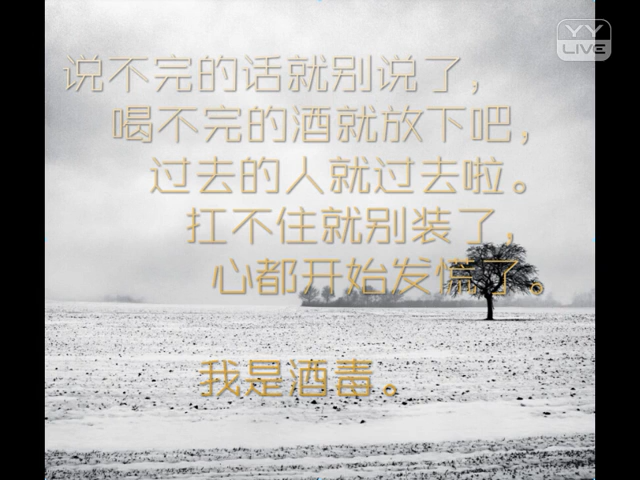 YY
LIVE
说不完的话就别说了，
喝不完的酒就放下吧，
过去的人就过去啦。
扛不住就别装了，
心都开始发慌了。
我是酒毒。